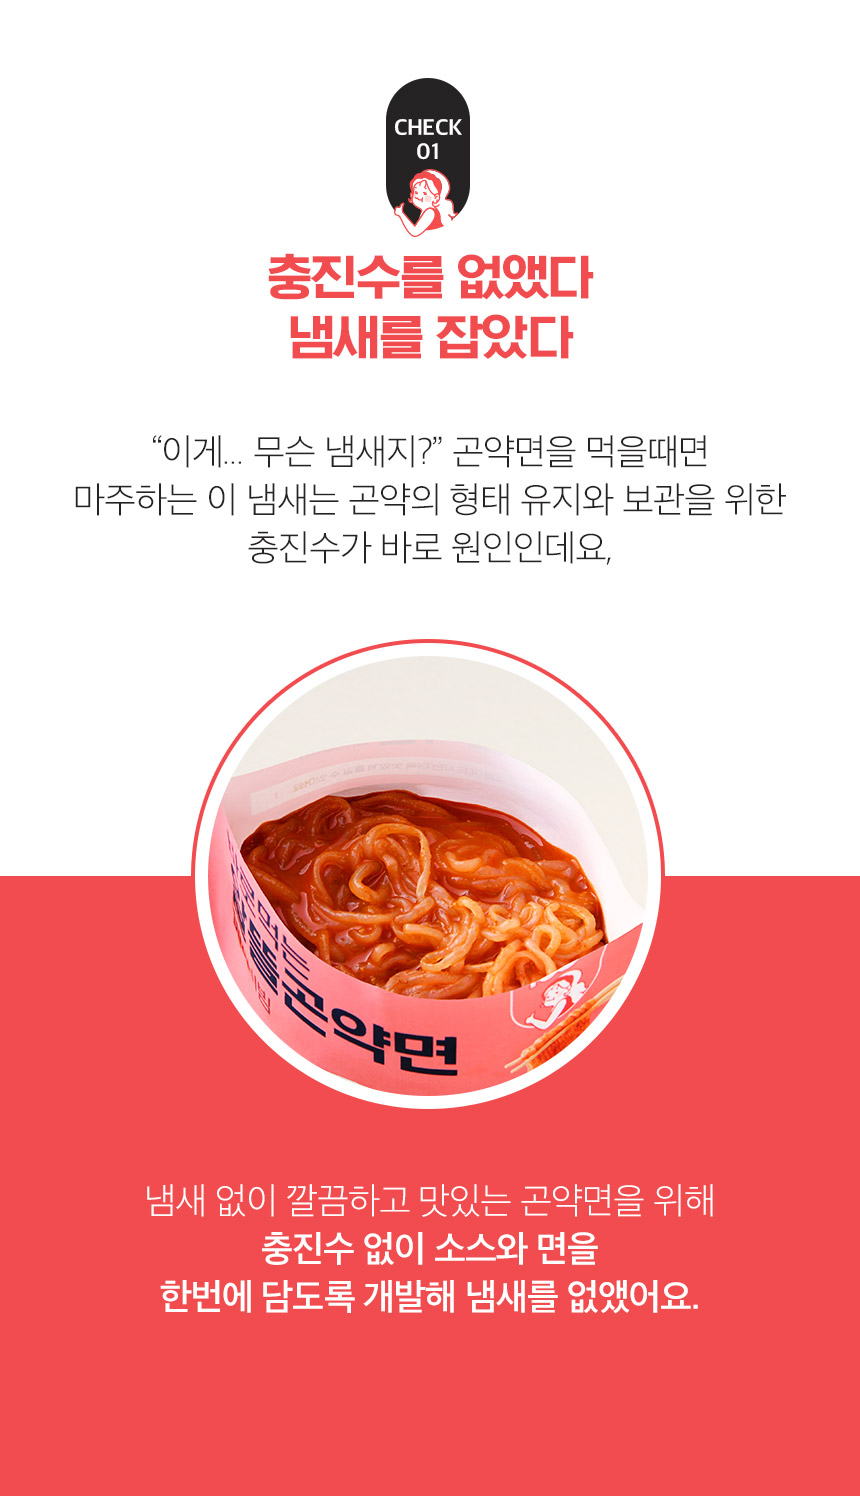 CHECK
01
충진수를 없앴다
냄새를 잡았다
“이게... 무슨 냄새지?” 곤약면을 먹을때면
마주하는 이 냄새는 곤약의 형태 유지와 보관을 위한
충진수가 바로 원인인데요,
곤약면
냄새 없이 깔끔하고 맛있는 곤약면을 위해
충진수 없이 소스와 면을
한번에 담도록 개발해 냄새를 없앴어요.